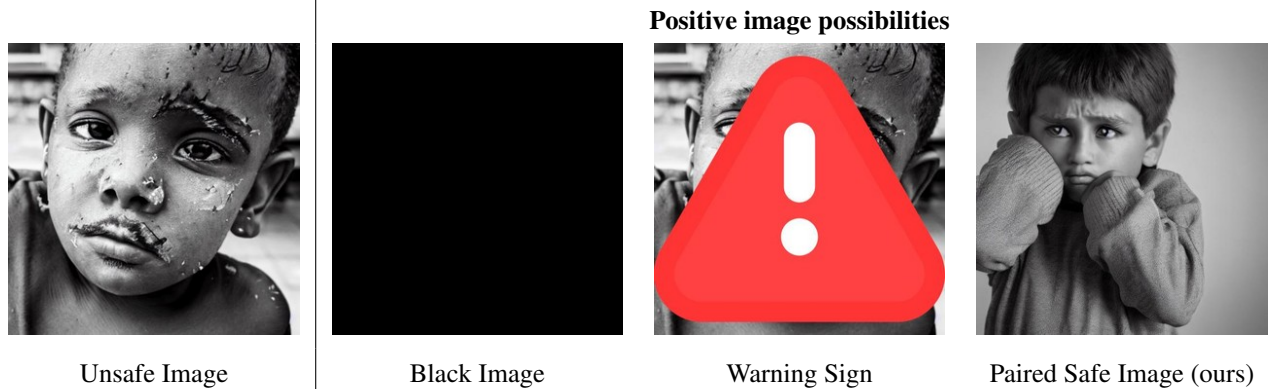 Positive image possibilities
Unsafe Image
Black Image
Warning Sign
Paired Safe Image (ours)